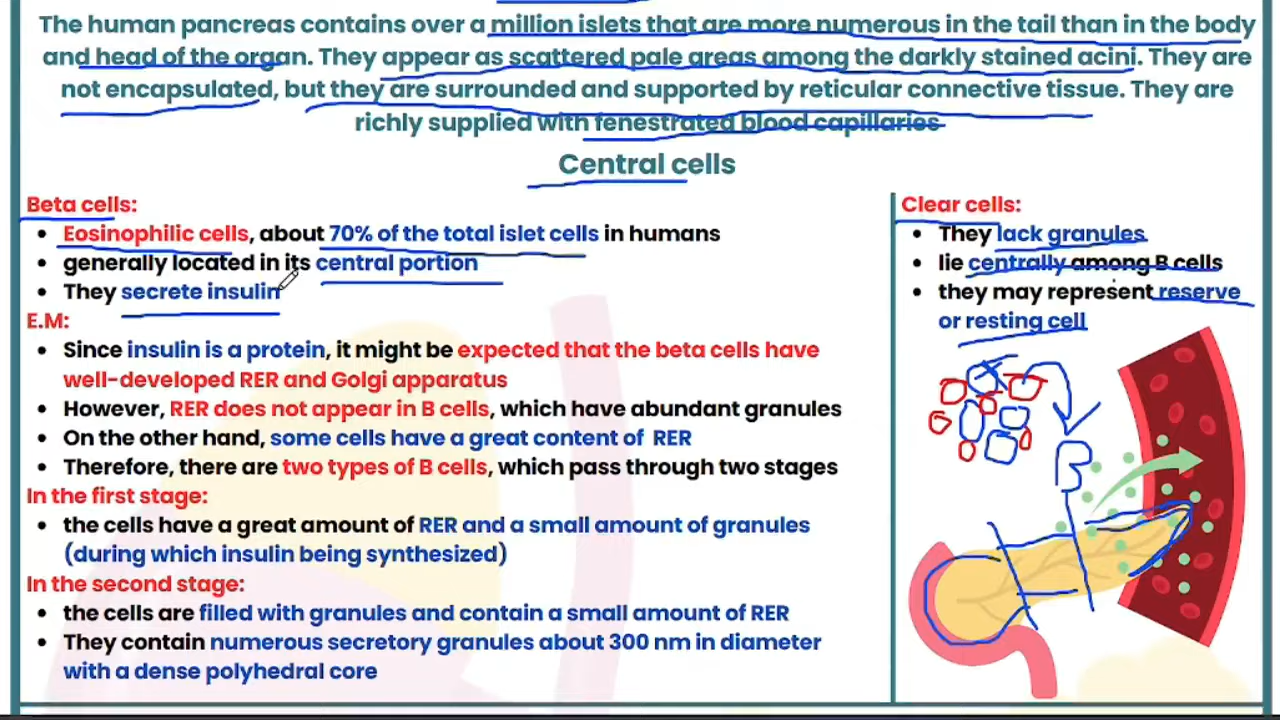 The human pancreas contains over a million islets that are more numerous in the tail than in the body
and head of the organ. They appear as scattered pale areas among the darkly stained acini. They are
not encapsulated, but they are surrounded and supported by reticular connective tissue. They are
richly supplied with fenestrated blood capillaries
Central cells
Beta cells:
• Eosinophilic cells, about 70% of the total islet cells in humans
• generally located in its central portion
• They secrete insulin
E.M:
• Since insulin is a protein, it might be expected that the beta cells have
well-developed RER and Golgi apparatus
• However, RER does not appear in B cells, which have abundant granules
• On the other hand, some cells have a great content of RER
• Therefore, there are two types of B cells, which pass through two stages
In the first stage:
• the cells have a great amount of RER and a small amount of granules
(during which insulin being synthesized)
In the second stage:
• the cells are filled with granules and contain a small amount of RER
• They contain numerous secretory granules about 300 nm in diameter
with a dense polyhedral core
Clear cells:
• They lack granules
• lie centrally among B cells
• they may represent reserve
or resting cell
B